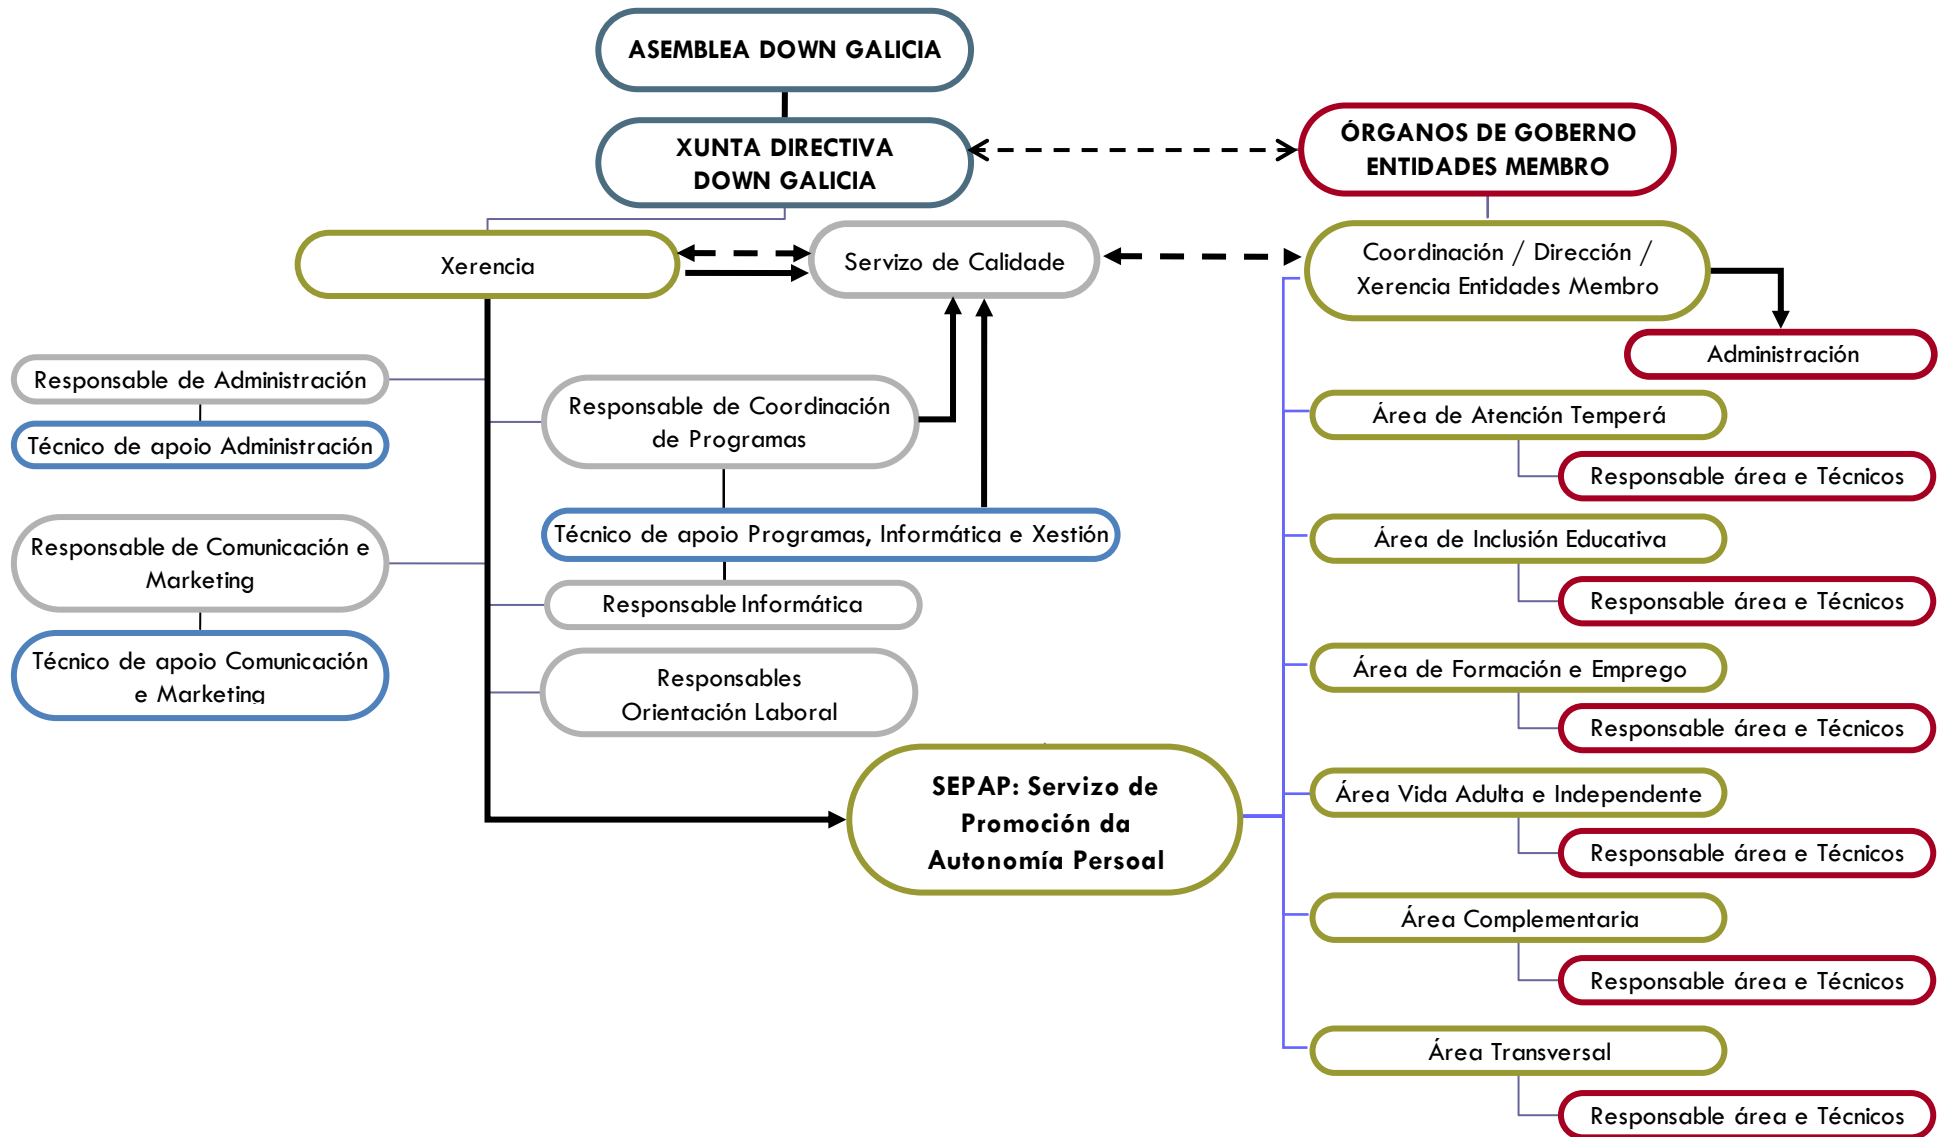 ASEMBLEA DOWN GALICIA
XUNTA DIRECTIVA
DOWN GALICIA
ÓRGANOS DE GOBERNO
ENTIDADES MEMBRO
Xerencia
Servizo de Calidade
Coordinación / Dirección /
Xerencia Entidades Membro
Administración
Responsable de Administración
Técnico de apoio Administración
Responsable de Comunicación e
Marketing
Técnico de apoio Comunicación
e Marketing
Responsable de Coordinación
de Programas
Técnico de apoio Programas, Informática e Xestión
Responsable Informática
Responsables
Orientación Laboral
SEPAP: Servizo de
Promoción da
Autonomía Persoal
Área de Atención Temperá
Responsable área e Técnicos
Área de Inclusión Educativa
Responsable área e Técnicos
Área de Formación e Emprego
Responsable área e Técnicos
Área Vida Adulta e Independente
Responsable área e Técnicos
Área Complementaria
Responsable área e Técnicos
Área Transversal
Responsable área e Técnicos